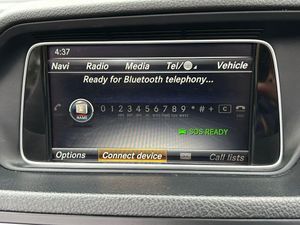 4:37
Navi Radio Media Tel/ Vehicle
Ready for Bluetooth telephony...
0 1 2 3 4 5 6 7 8 9 * # + C
NAME
SOS READY
Options Connect device Call lists